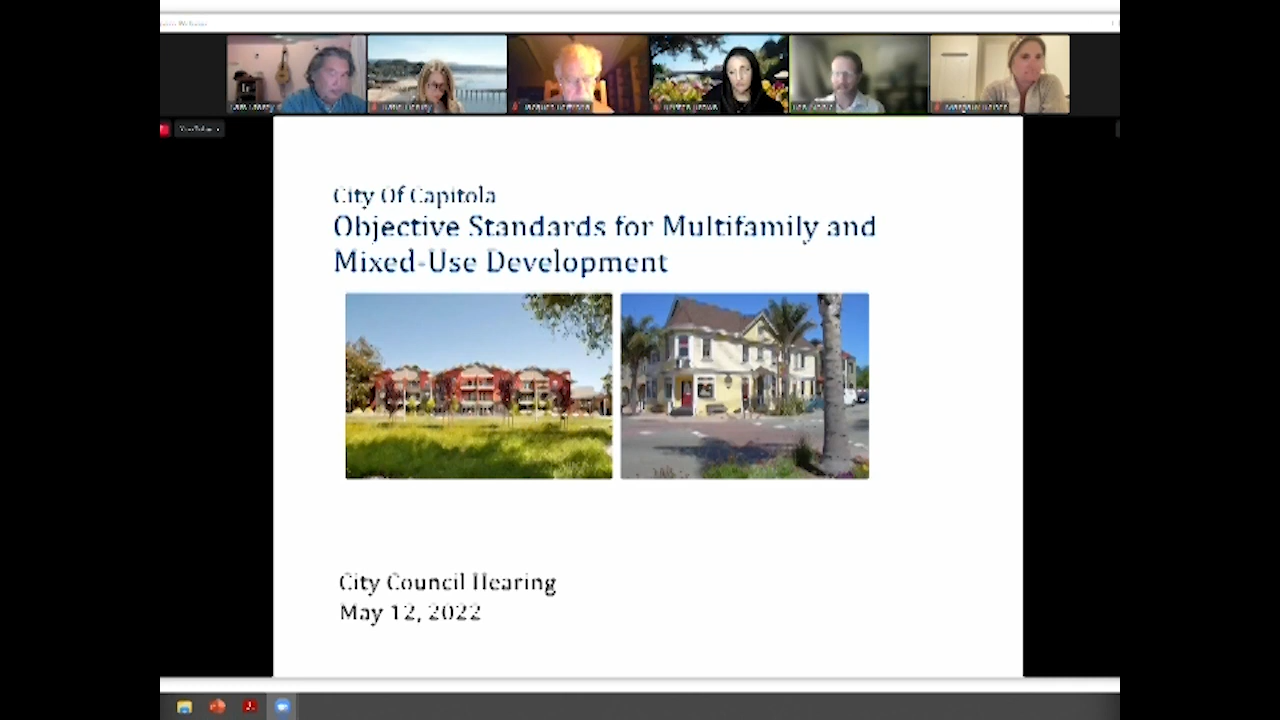 City Of Capitola
Objective Standards for Multifamily and
Mixed-Use Development
City Council Hearing
May 12, 2022